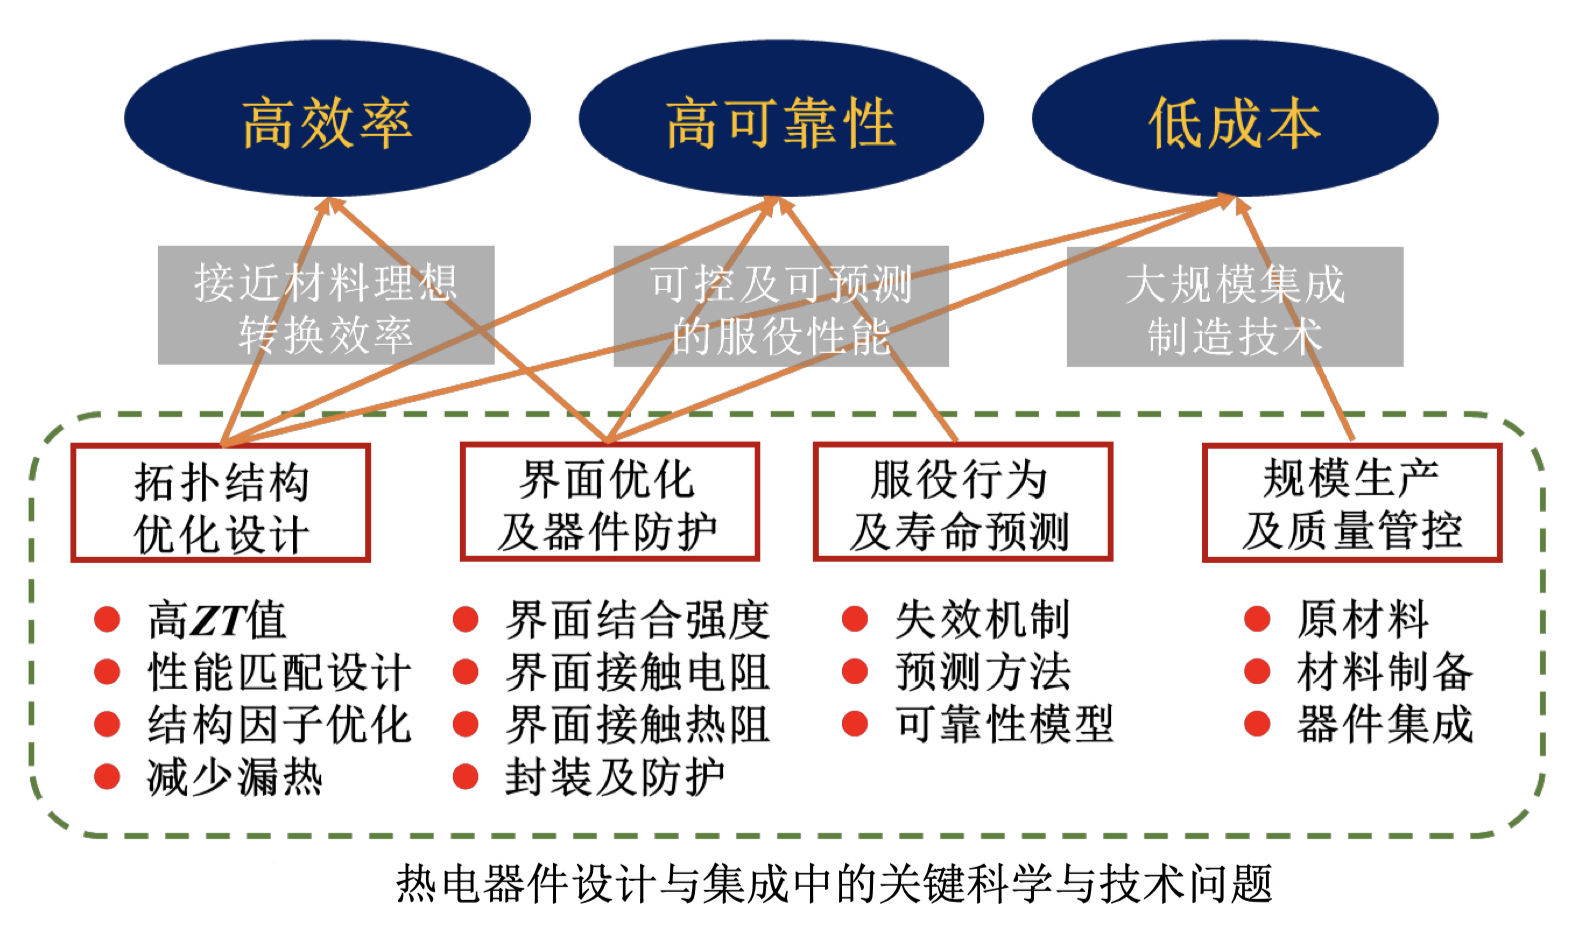 高效率
高可靠性
低成本
接近材料理想
转换效率
可控及可预测
的服役性能
大规模集成
制造技术
拓扑结构
优化设计
界面优化
及器件防护
服役行为
及寿命预测
规模生产
及质量管控
高ZT值
性能匹配设计
结构因子优化
减少漏热
界面结合强度
界面接触电阻
界面接触热阻
封装及防护
失效机制
预测方法
可靠性模型
原材料
材料制备
器件集成
热电器件设计与集成中的关键科学与技术问题